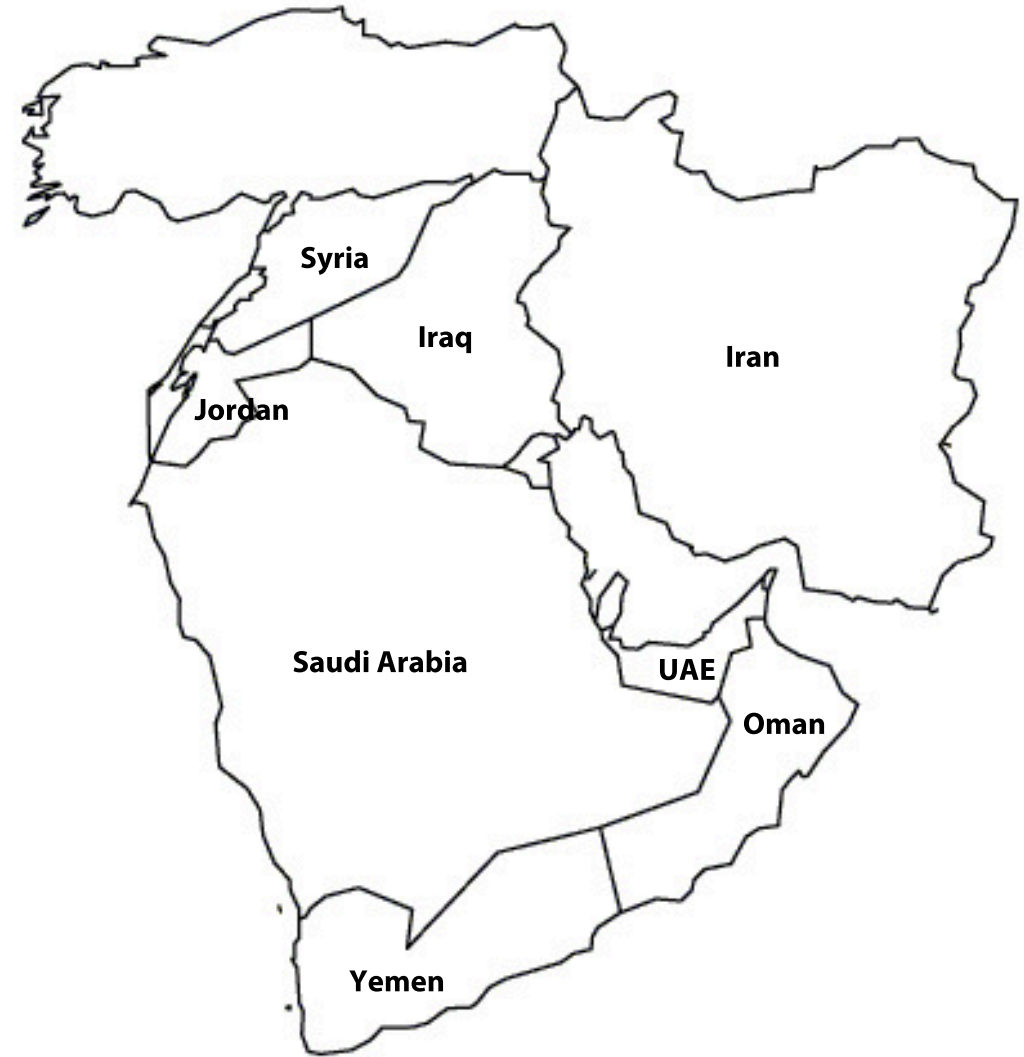 Syria
Iraq
Iran
Jordan
Saudi Arabia
UAE
Oman
Yemen